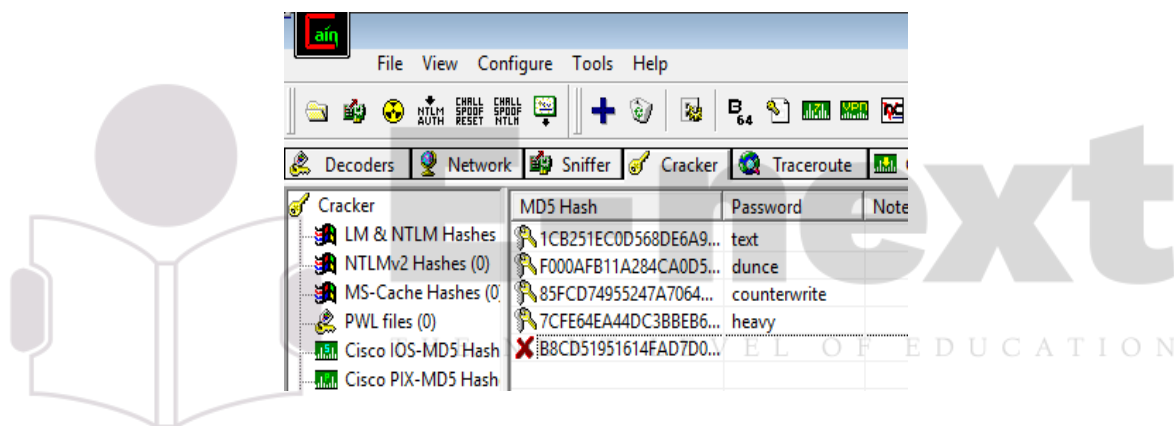 aín
File View Configure Tools Help
NTLM AUTH CHALL SPOOF RESET CHALL SPOOF NTLM B 64
Decoders Network Sniffer Cracker Traceroute
Cracker MD5 Hash Password Note
LM & NTLM Hashes 1CB251EC0D568DE6A9... text
NTLMv2 Hashes (0) F000AFB11A284CA0D5... dunce
MS-Cache Hashes (0) 85FCD74955247A7064... counterwrite
PWL files (0) 7CFE64EA44DC3BBEB6... heavy
Cisco IOS-MD5 Hash B8CD51951614FAD7D0...
Cisco PIX-MD5 Hash
next
VEL OF EDUCATION